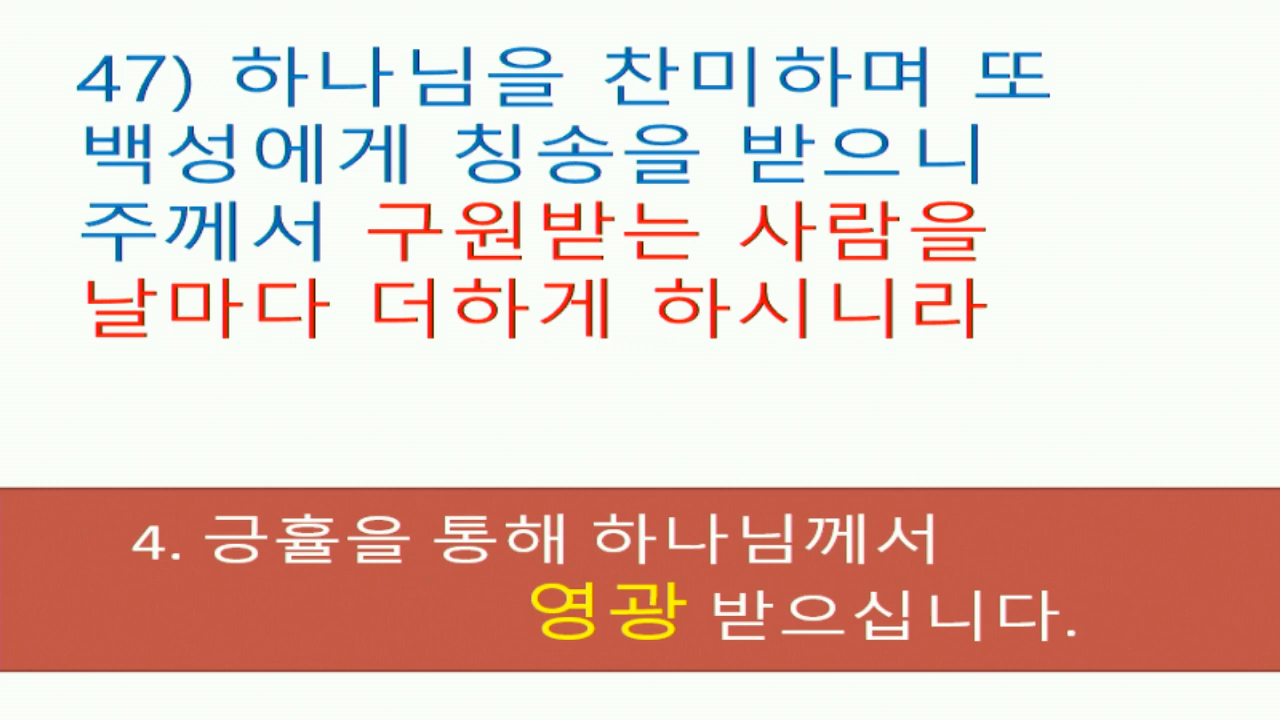 47) 하나님을 찬미하며 또
백성에게 칭송을 받으니
주께서 구원받는 사람을
날마다 더하게 하시니라
4. 긍휼을 통해 하나님께서
영광 받으십니다.